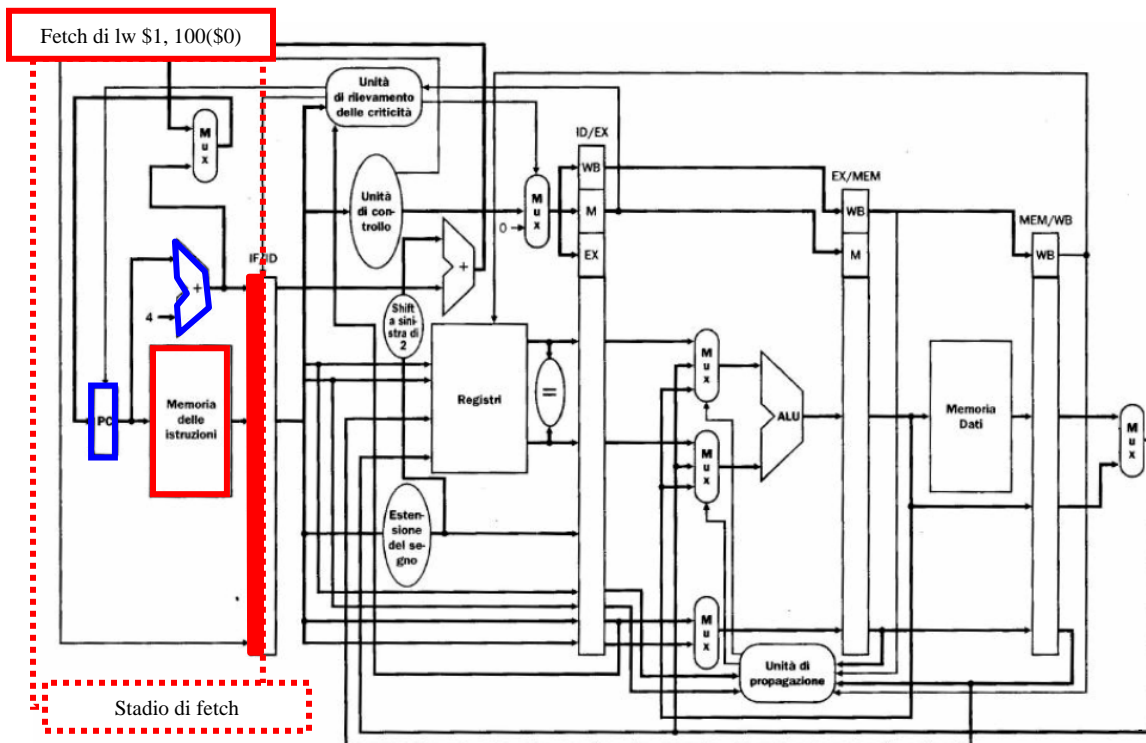 Fetch di lw $1, 100($0)
Unità
di rilevamento
delle criticità
M
u
x
ID/EX
WB
M
EX
M
u
x
0
Unità
di con-
trollo
EX/MEM
WB
M
MEM/WB
WB
IF/ID
+
4
+
Shift
a sini-
stra di
2
PC
Memoria
delle
istruzioni
Registri
=
M
u
x
M
u
x
ALU
Memoria
Dati
M
u
x
Esten-
sione
del se-
gno
M
u
x
Unità di
propagazione
Stadio di fetch